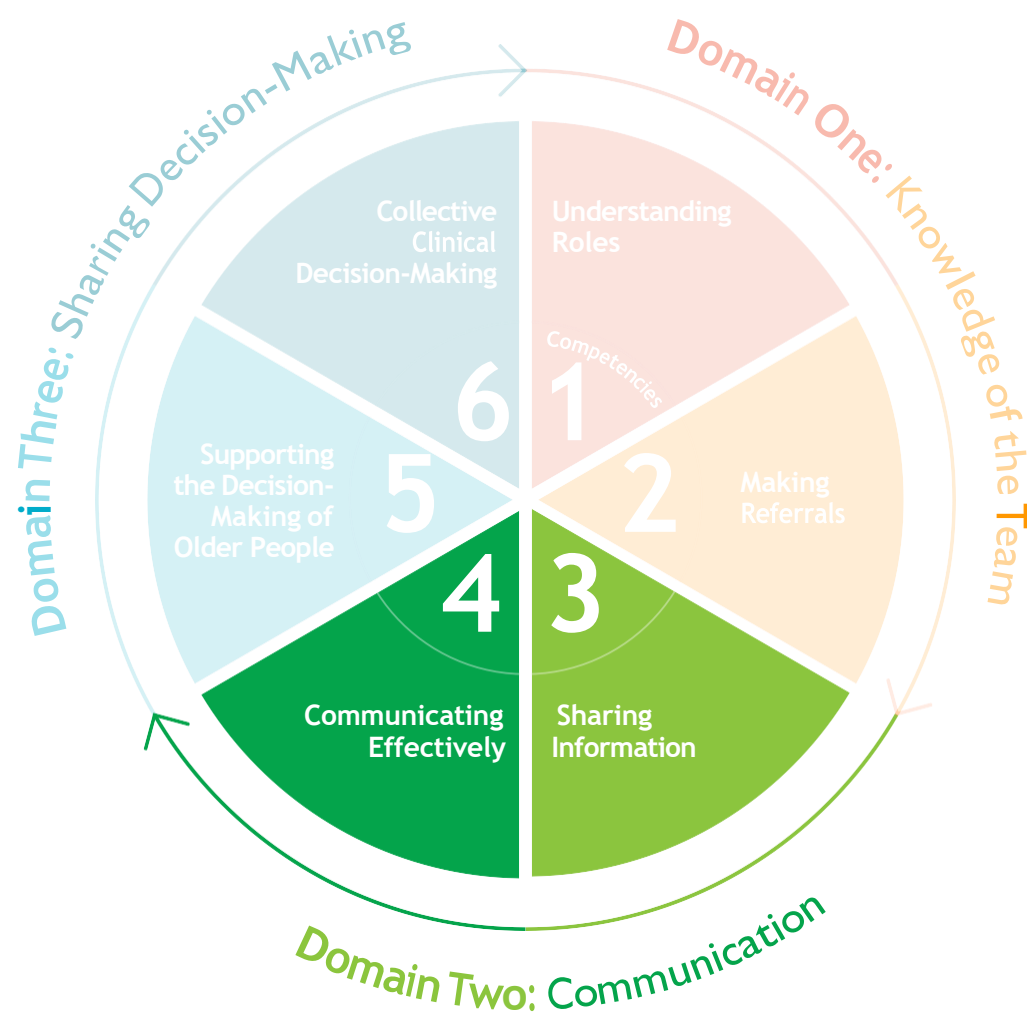 Domain One: Knowledge of the Team
Understanding
Roles
Competencies
1
2
Making
Referrals
3
Sharing
Information
Domain Two: Communication
4
Communicating
Effectively
Domain Three: Sharing Decision-Making
5
Supporting
the Decision-
Making of
Older People
6
Collective
Clinical
Decision-Making